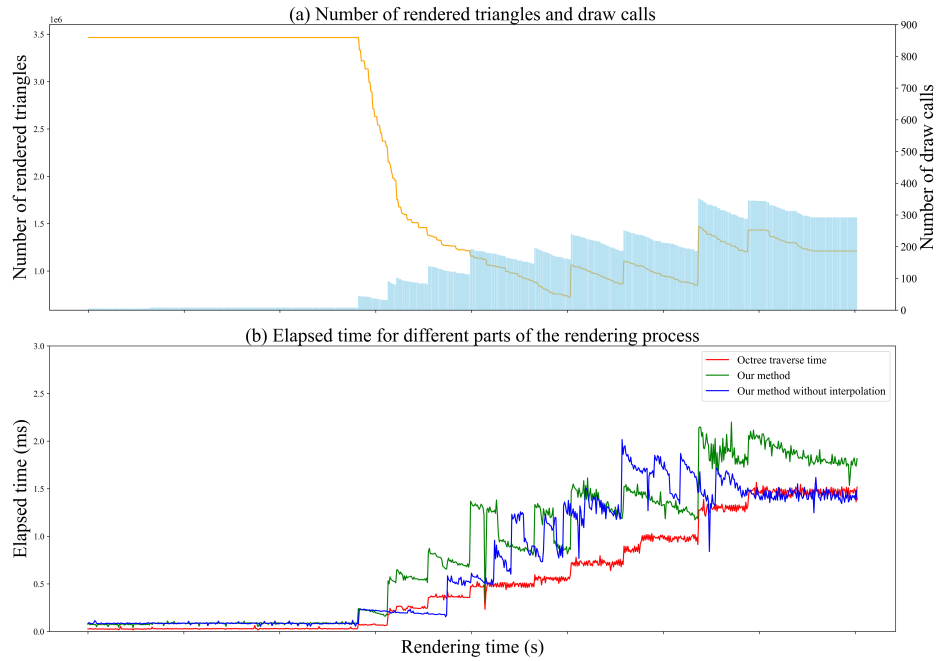 (a) Number of rendered triangles and draw calls
1e6
3.5
3.0
2.5
2.0
1.5
1.0
Number of rendered triangles
900
800
700
600
500
400
300
200
100
0
Number of draw calls
(b) Elapsed time for different parts of the rendering process
3.0
2.5
2.0
1.5
1.0
0.5
0.0
Elapsed time (ms)
Octree traverse time
Our method
Our method without interpolation
Rendering time (s)